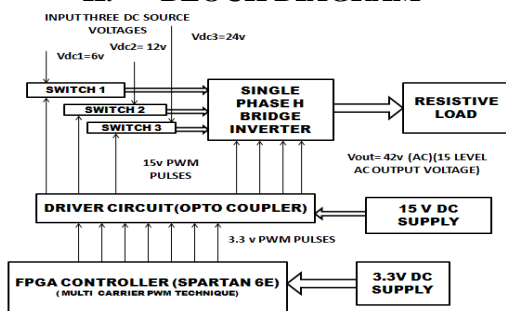 INPUT THREE DC SOURCE
VOLTAGES
Vdc3=24v
Vdc1=6v
Vdc2= 12v
SWITCH 1
SWITCH 2
SWITCH 3
SINGLE
PHASE H
BRIDGE
INVERTER
RESISTIVE
LOAD
15v PWM
PULSES
Vout= 42v (AC)(15 LEVEL
AC OUTPUT VOLTAGE)
DRIVER CIRCUIT(OPTO COUPLER)
15 V DC
SUPPLY
3.3 v PWM PULSES
FPGA CONTROLLER (SPARTAN 6E)
( MULTI CARRIER PWM TECHNIQUE)
3.3V DC
SUPPLY